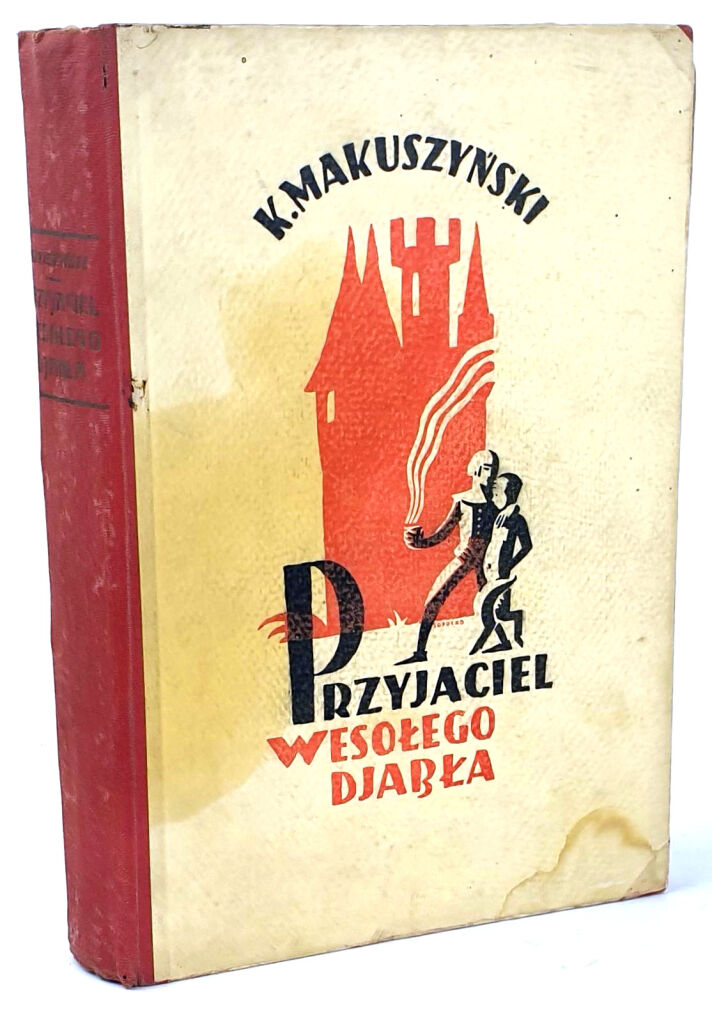 K. MAKUSZYŃSKI
PRZYJACIEL
WESOŁEGO
DJABŁA